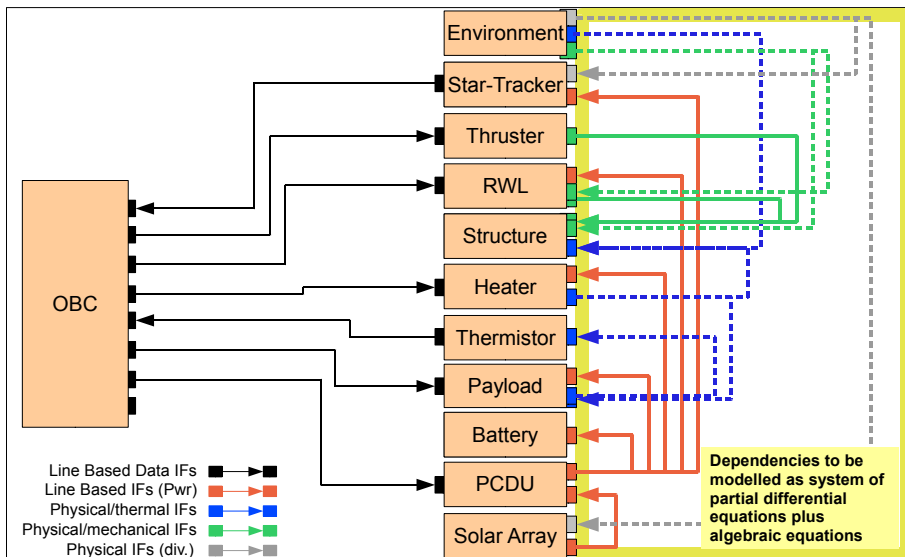 Environment
Star-Tracker
Thruster
RWL
Structure
OBC
Heater
Thermistor
Payload
Battery
PCDU
Solar Array
Line Based Data IFs
Line Based IFs (Pwr)
Physical/thermal IFs
Physical/mechanical IFs
Physical IFs (div.)
Dependencies to be
modelled as system of
partial differential
equations plus
algebraic equations